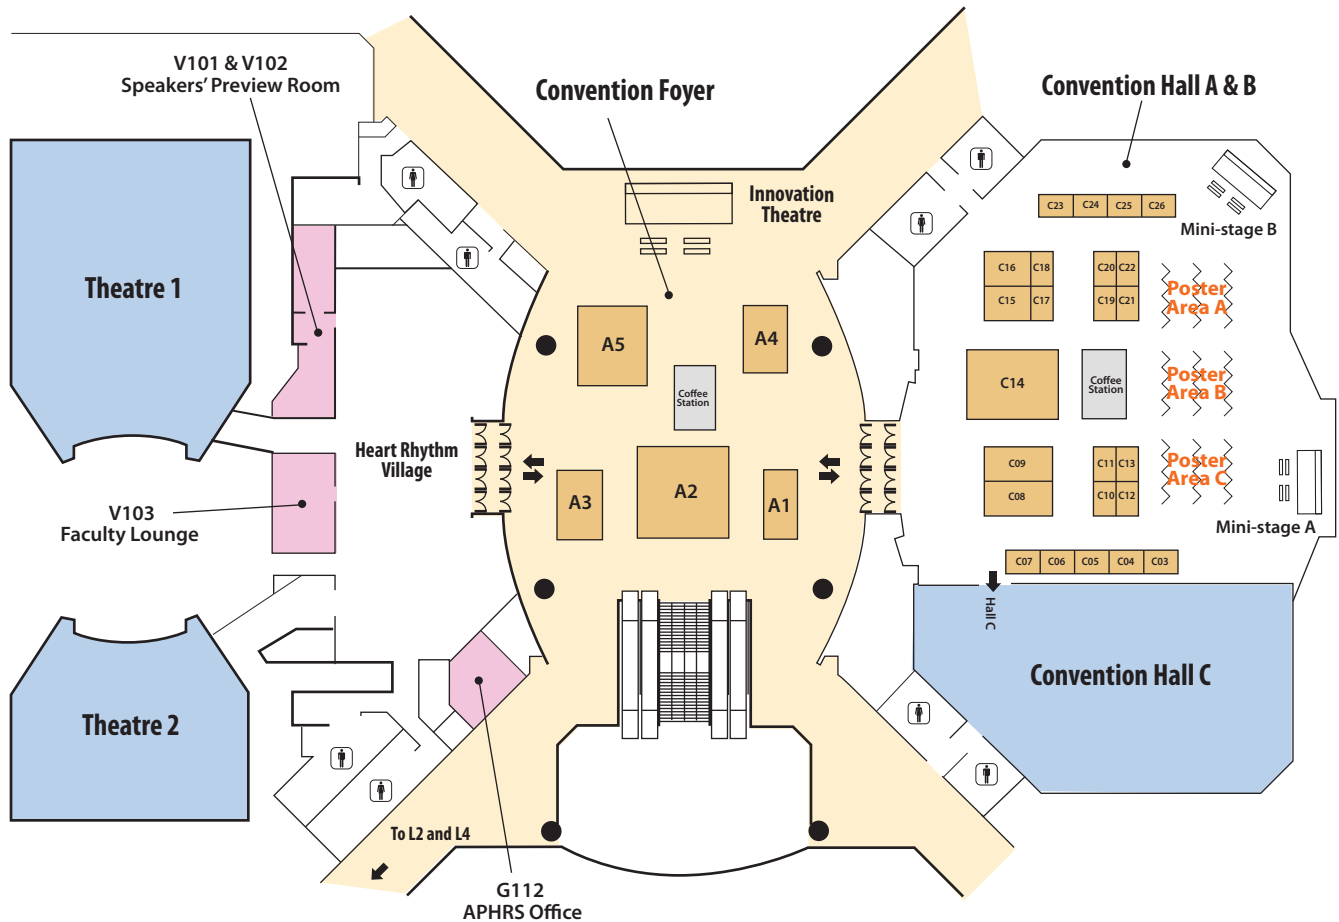 V101 & V102
Speakers' Preview Room
Convention Foyer
Convention Hall A & B
Innovation
Theatre
Mini-stage B
C23
C24
C25
C26
Theatre 1
C16
C18
C15
C17
C20
C22
C19
C21
Poster
Area A
A5
A4
Coffee
Station
C14
Coffee
Station
Poster
Area B
Heart Rhythm
Village
A3
A2
A1
C09
C08
C11
C13
C10
C12
Poster
Area C
Mini-stage A
V103
Faculty Lounge
C07
C06
C05
C04
C03
Hall C
Convention Hall C
Theatre 2
To L2 and L4
G112
APHRS Office